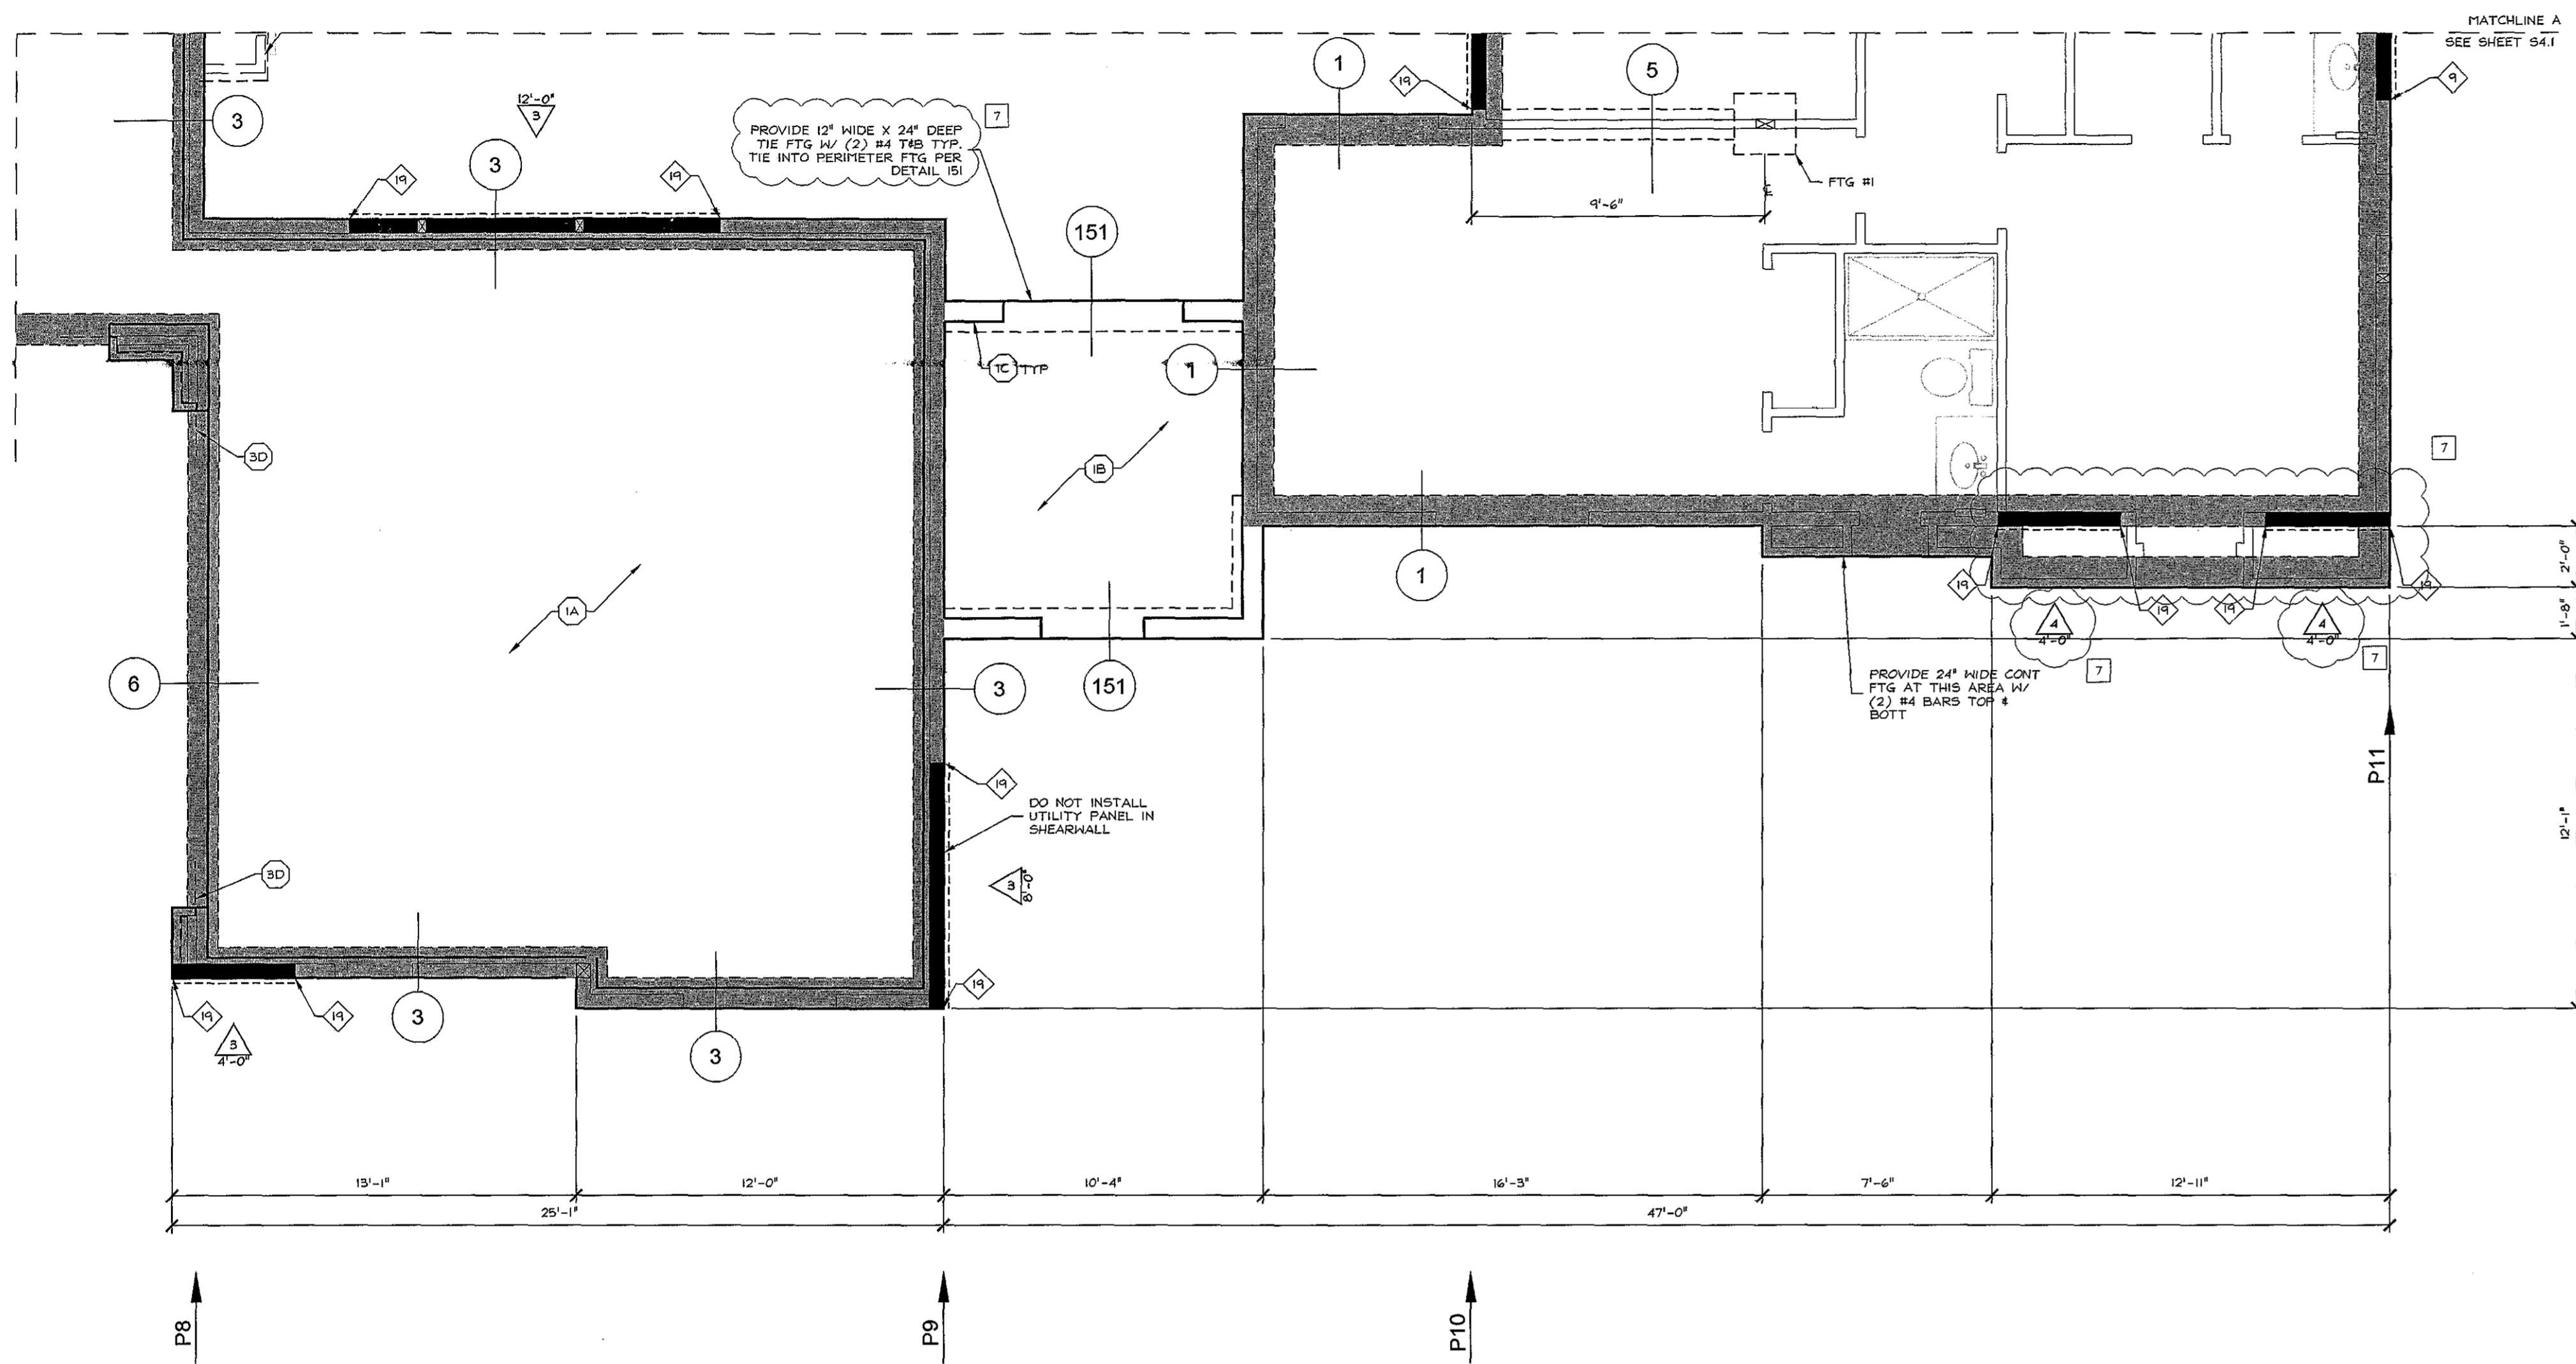 MATCHLINE A
SEE SHEET S4.1
1
5
19
9
3
12'-0"
3
7
PROVIDE 12" WIDE X 24" DEEP
TIE FTG W/ (2) #4 T&B TYP.
TIE INTO PERIMETER FTG PER
DETAIL 151
3
19
19
FTG #1
℄
9'-6"
151
1C TYP
1
3D
1B
7
1
1A
19
19
19
19
2'-0"
1'-8"
4
4'-0"
4
4'-0"
7
7
6
3
151
PROVIDE 24" WIDE CONT
FTG AT THIS AREA W/
(2) #4 BARS TOP &
BOTT
P11
19
DO NOT INSTALL
UTILITY PANEL IN
SHEARWALL
12'-1"
3D
3
8'-0"
19
19
19
3
3
4'-0"
3
13'-1"
12'-0"
10'-4"
16'-3"
7'-6"
12'-11"
25'-1"
47'-0"
P8
P9
P10